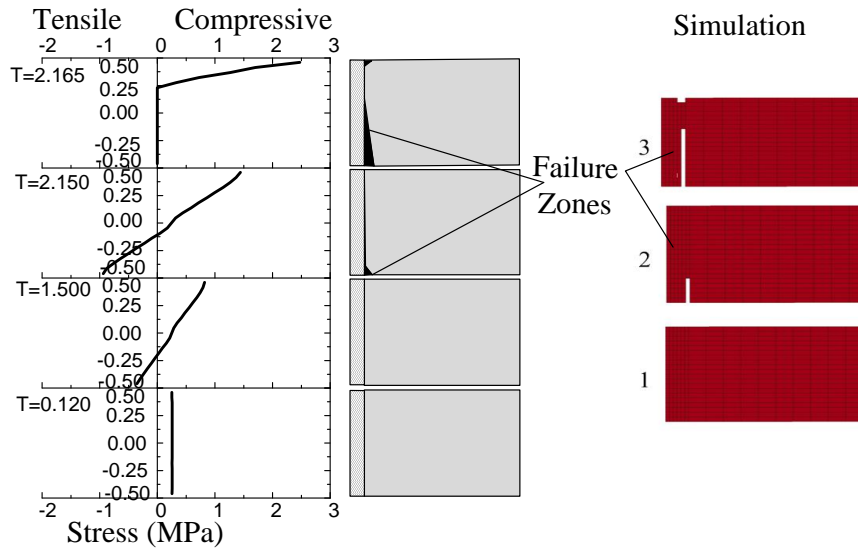 Tensile Compressive
Simulation
-2 -1 0 1 2 3
T=2.165
0.50
0.25
0.00
-0.25
-0.50
T=2.150
0.50
0.25
0.00
-0.25
-0.50
T=1.500
0.50
0.25
0.00
-0.25
-0.50
T=0.120
0.50
0.25
0.00
-0.25
-0.50
-2 -1 0 1 2 3
Stress (MPa)
Failure
Zones
3
2
1